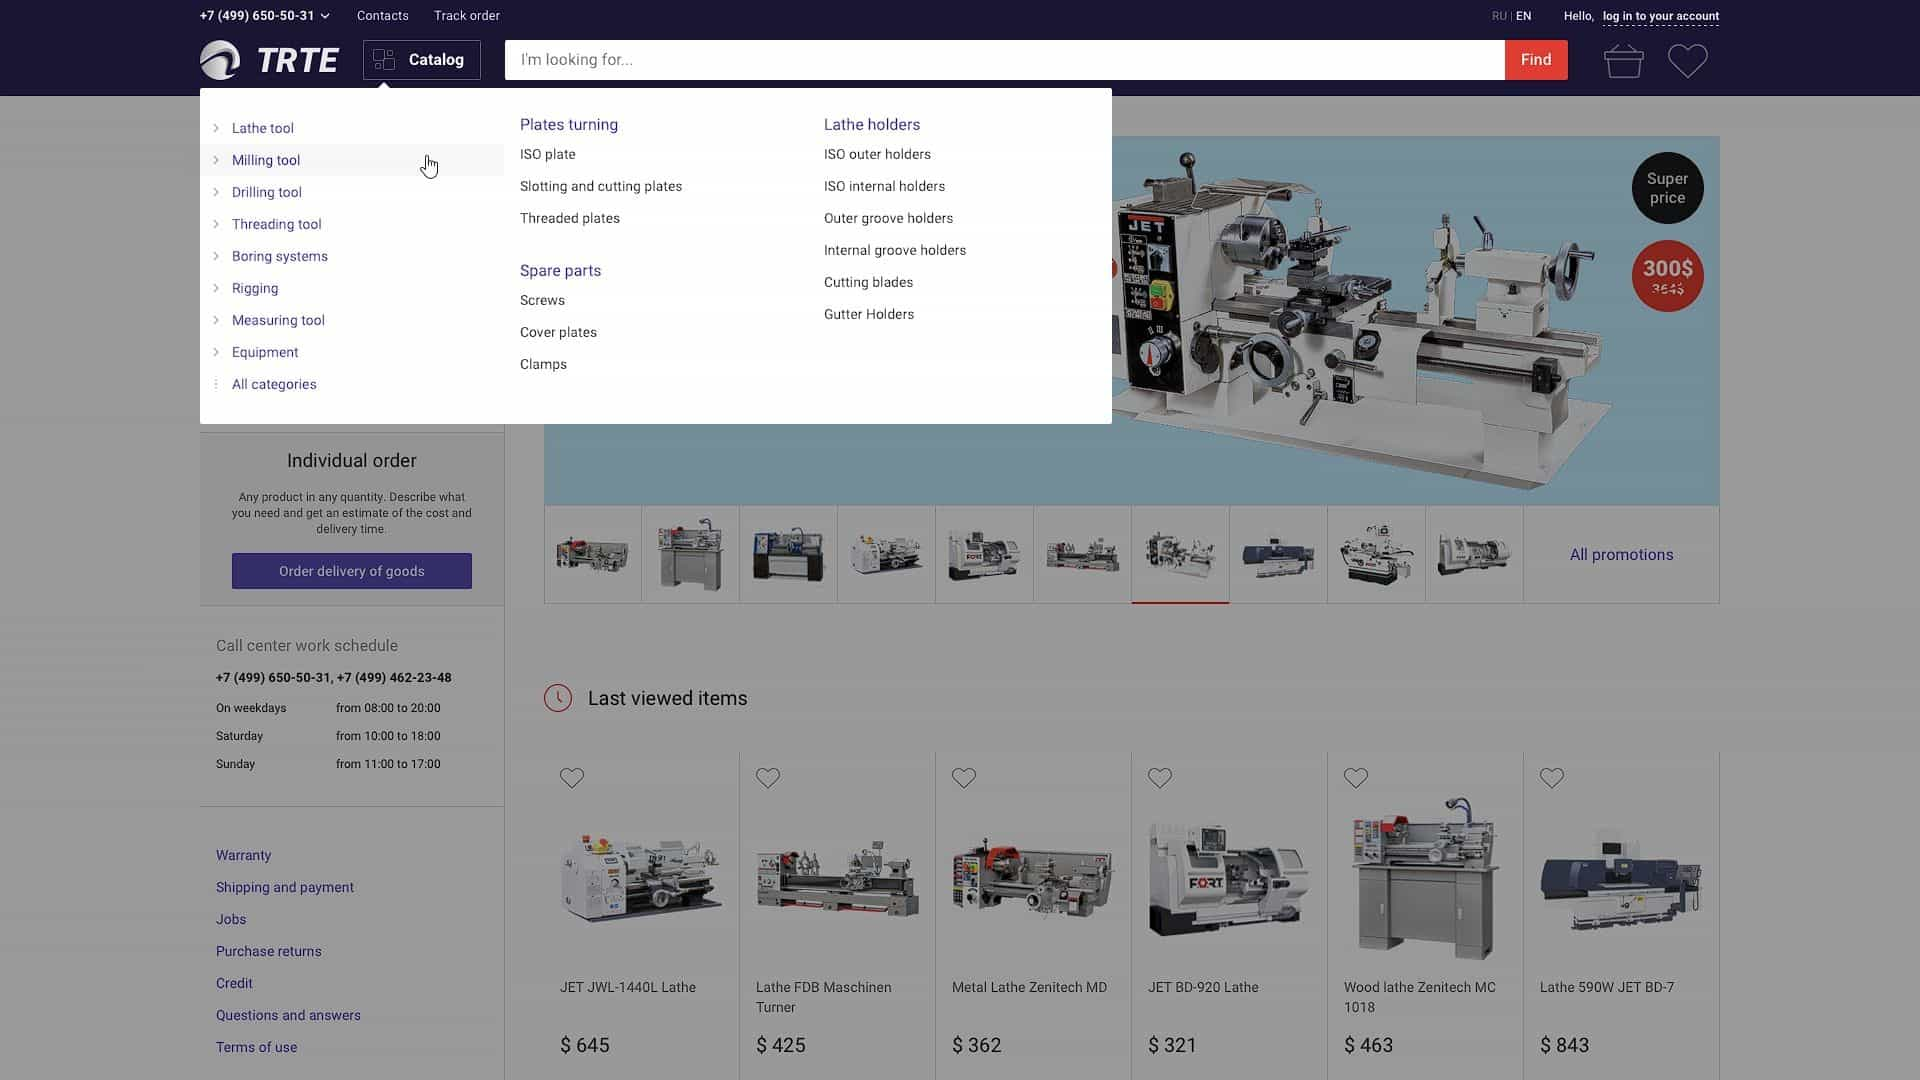 +7 (499) 650-50-31
Contacts
Track order
RU | EN
Hello, log in to your account
TRTE
Catalog
I'm looking for...
Find
Lathe tool
Milling tool
Drilling tool
Threading tool
Boring systems
Rigging
Measuring tool
Equipment
All categories
Plates turning
ISO plate
Slotting and cutting plates
Threaded plates
Spare parts
Screws
Cover plates
Clamps
Lathe holders
ISO outer holders
ISO internal holders
Outer groove holders
Internal groove holders
Cutting blades
Gutter Holders
JET
Super
price
300$
364$
Individual order
Any product in any quantity. Describe what
you need and get an estimate of the cost and
delivery time.
Order delivery of goods
All promotions
Call center work schedule
+7 (499) 650-50-31, +7 (499) 462-23-48
On weekdays from 08:00 to 20:00
Saturday from 10:00 to 18:00
Sunday from 11:00 to 17:00
Warranty
Shipping and payment
Jobs
Purchase returns
Credit
Questions and answers
Terms of use
Last viewed items
FORT
JET JWL-1440L Lathe
$ 645
Lathe FDB Maschinen
Turner
$ 425
Metal Lathe Zenitech MD
$ 362
JET BD-920 Lathe
$ 321
Wood lathe Zenitech MC
1018
$ 463
Lathe 590W JET BD-7
$ 843